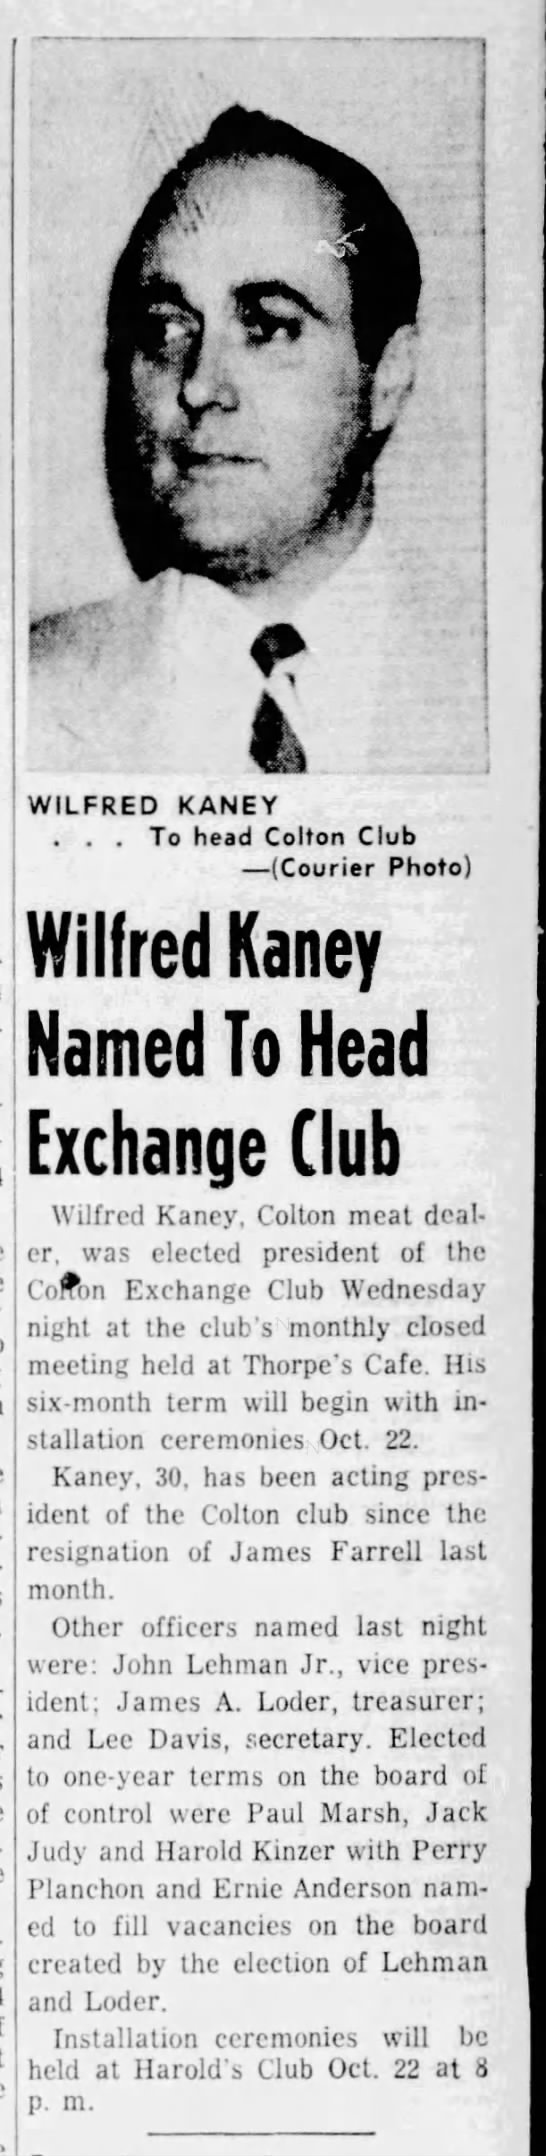 WILFRED KANEY
. . . To head Colton Club
—(Courier Photo)
Wilfred Kaney
Named To Head
Exchange Club
Wilfred Kaney, Colton meat deal-
er, was elected president of the
Colton Exchange Club Wednesday
night at the club's monthly closed
meeting held at Thorpe's Cafe. His
six-month term will begin with in-
stallation ceremonies Oct. 22.
Kaney, 30, has been acting pres-
ident of the Colton club since the
resignation of James Farrell last
month.
Other officers named last night
were: John Lehman Jr., vice pres-
ident; James A. Loder, treasurer;
and Lee Davis, secretary. Elected
to one-year terms on the board of
of control were Paul Marsh, Jack
Judy and Harold Kinzer with Perry
Planchon and Ernie Anderson nam-
ed to fill vacancies on the board
created by the election of Lehman
and Loder.
Installation ceremonies will be
held at Harold's Club Oct. 22 at 8
p. m.